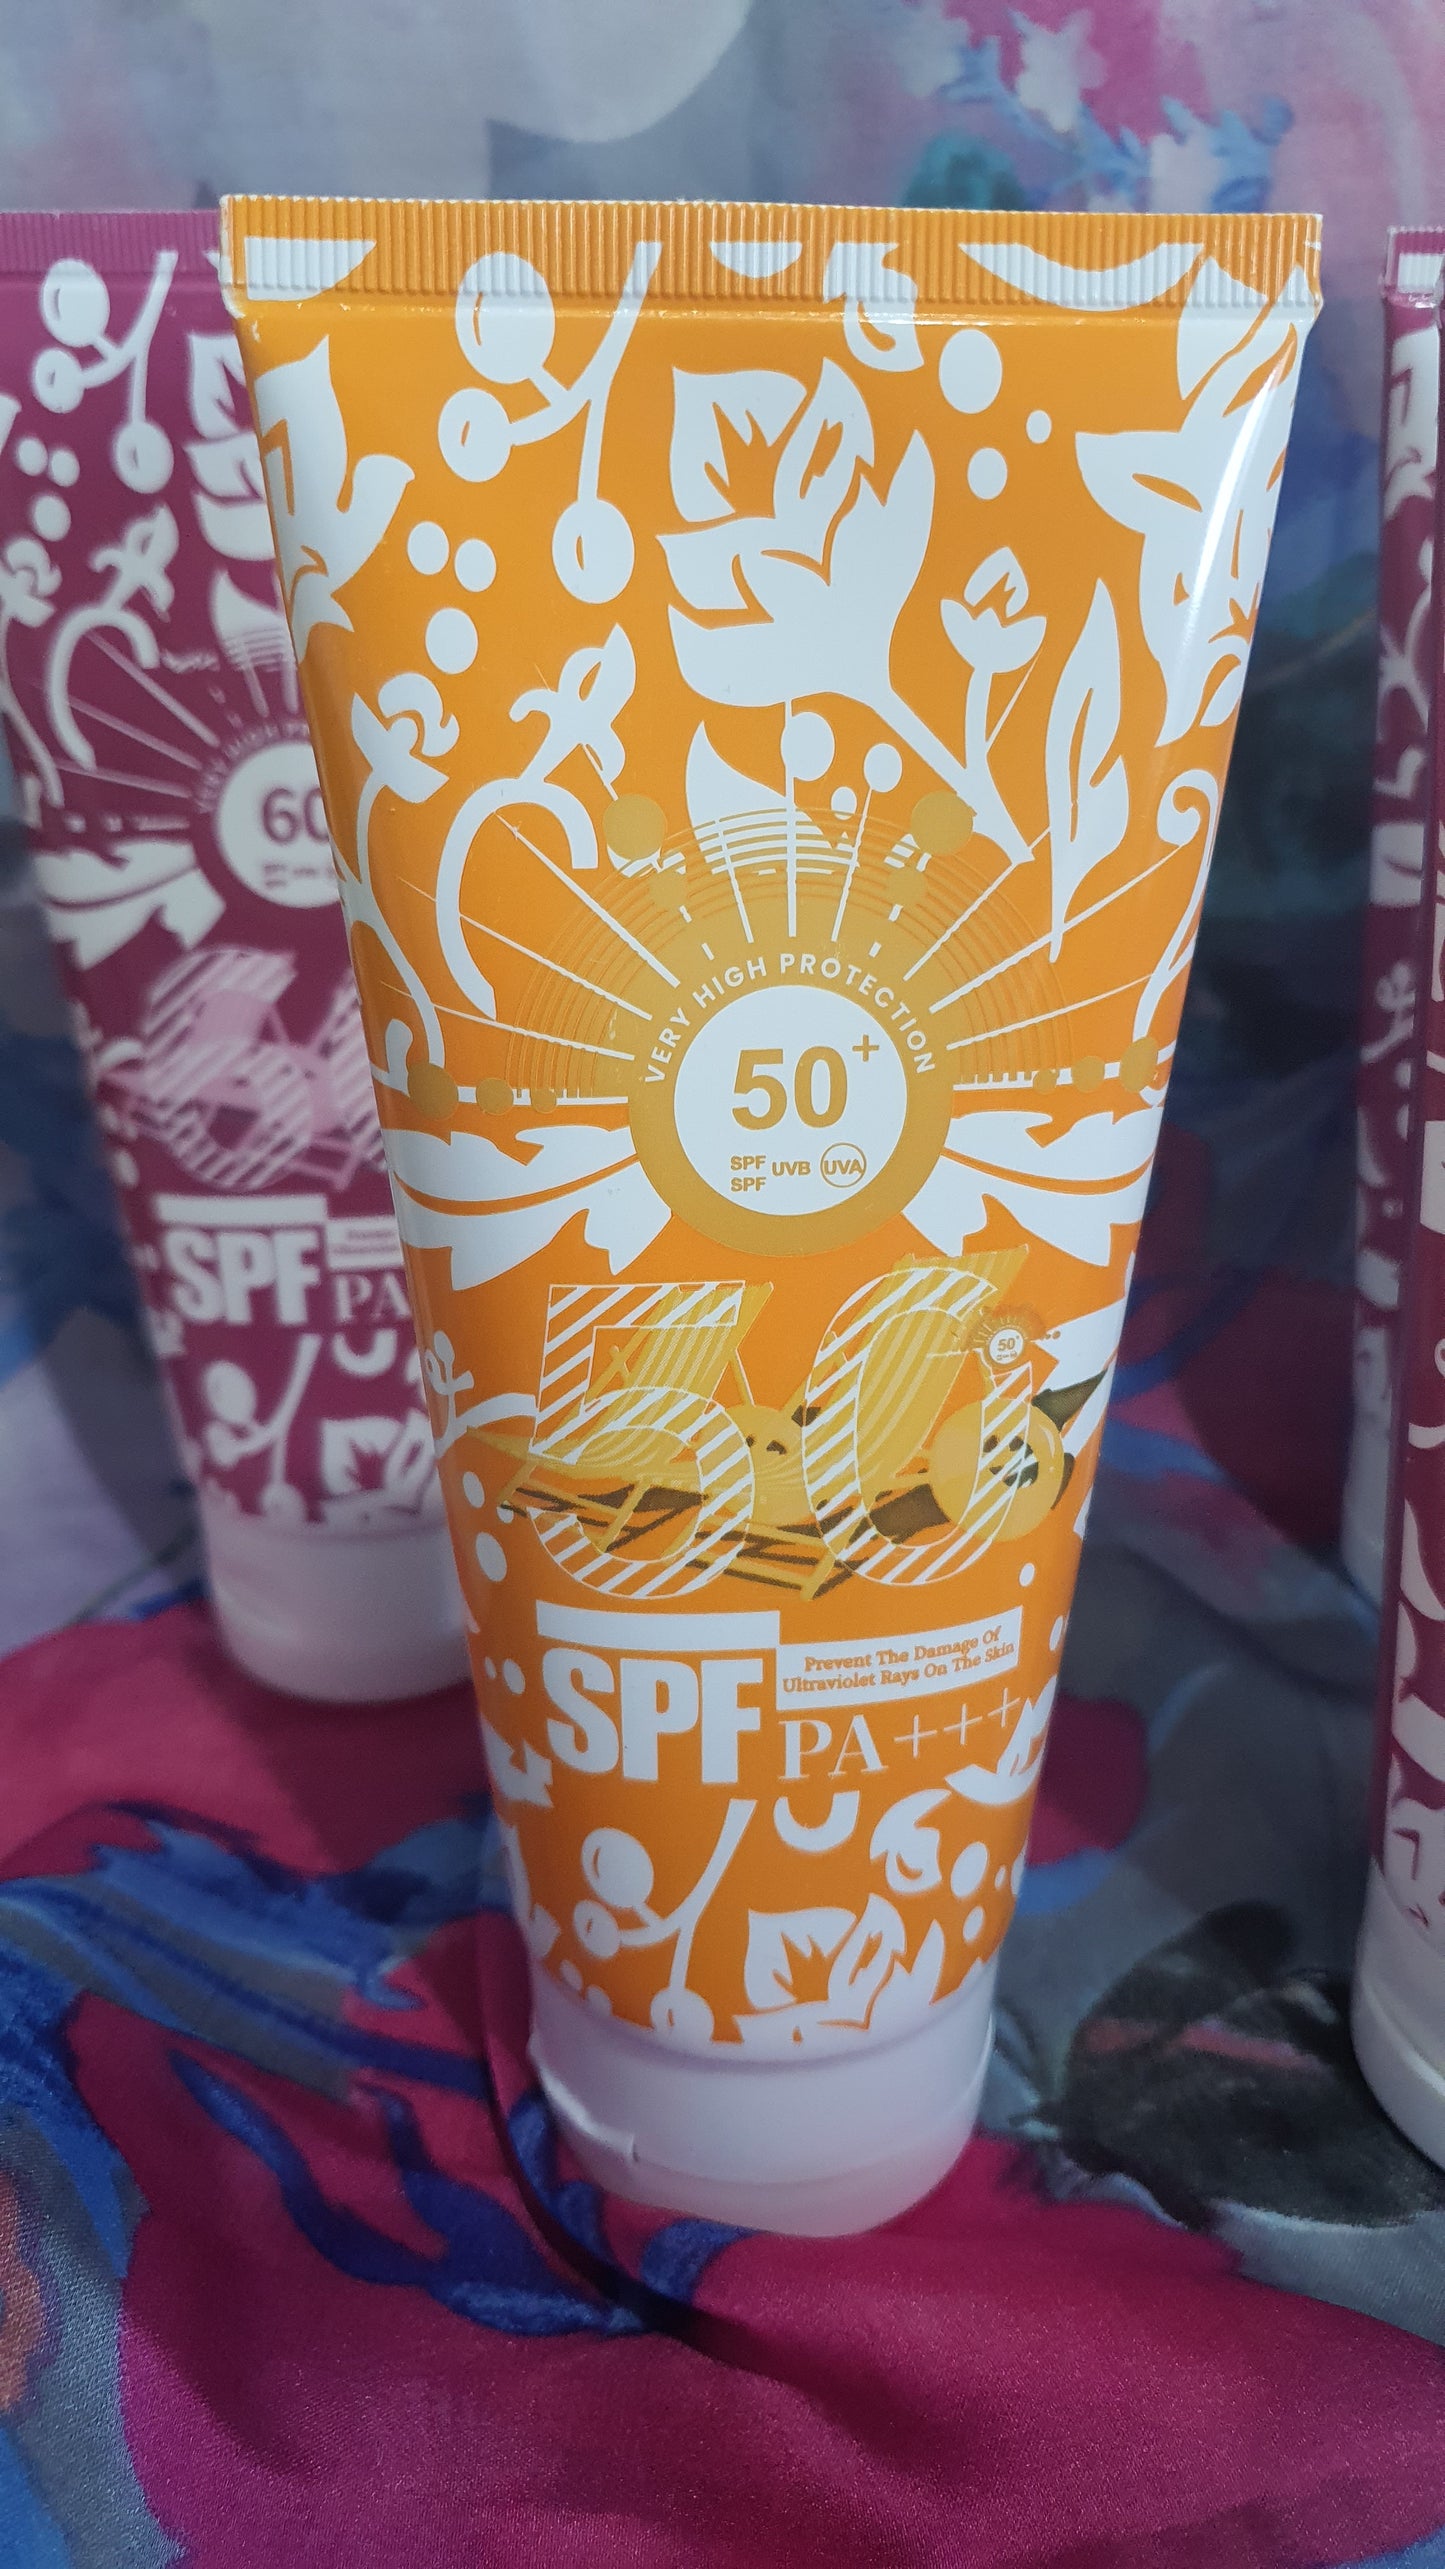 VERY HIGH PROTECTION
50+
SPF UVB UVA
SPF
50
50+
SPF
Prevent The Damage Of
Ultraviolet Rays On The Skin
PA+++
60
SPF
PA